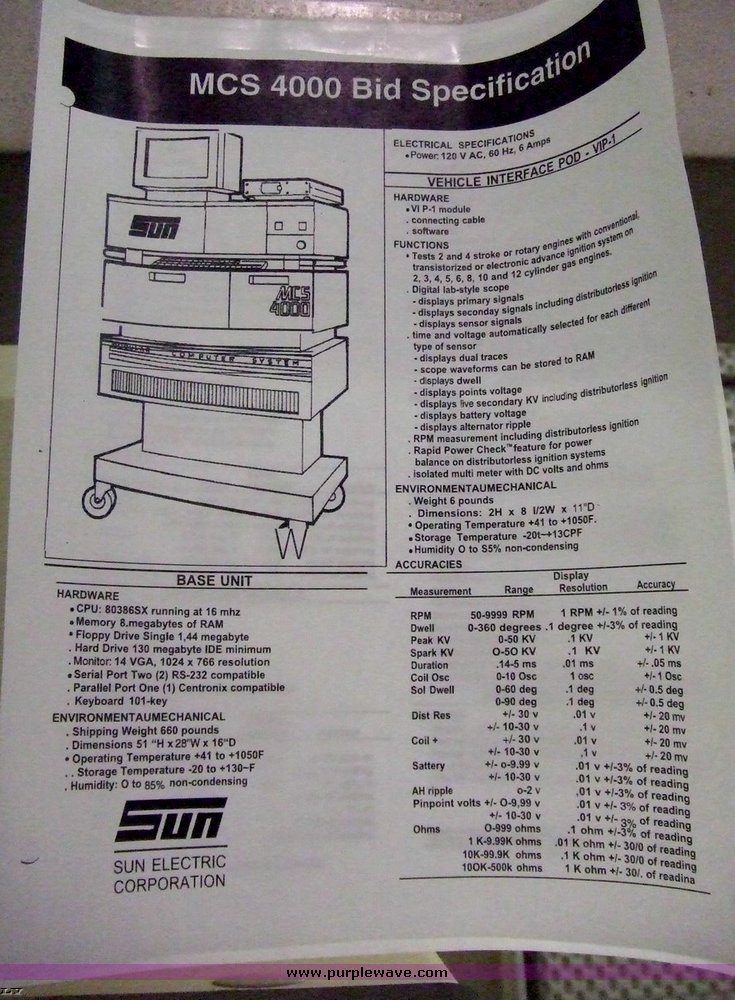 MCS 4000 Bid Specification
SUN
MCS
4000
COMPUTER SYSTEM
ELECTRICAL SPECIFICATIONS
•Power: 120 V AC, 60 Hz, 6 Amps
VEHICLE INTERFACE POD - VIP-1
HARDWARE
•VI P-1 module
. connecting cable
. software
FUNCTIONS
• Tests 2 and 4 stroke or rotary engines with conventional,
transistorized or electronic advance ignition system on
2, 3, 4, 5, 6, 8, 10 and 12 cylinder gas engines.
. Digital lab-style scope
- displays primary signals
- displays seconday signals including distributorless ignition
- displays sensor signals
. time and voltage automatically selected for each different
type of sensor
- displays dual traces
- scope waveforms can be stored to RAM
- displays dwell
- displays points voltage
- displays live secondary KV including distributorless ignition
- displays battery voltage
- displays alternator ripple
. RPM measurement including distributorless ignition
. Rapid Power Check™feature for power
balance on distributorless ignition systems
. isolated multi meter with DC volts and ohms
ENVIRONMENTAUMECHANICAL
. Weight 6 pounds
. Dimensions: 2H x 8 I/2W x 11"D
• Operating Temperature +41 to +1050F.
•Storage Temperature -20t-+13CPF
•Humidity O to S5% non-condensing
ACCURACIES
Measurement Range Display Resolution Accuracy
RPM 50-9999 RPM 1 RPM +/- 1% of reading
Dwell 0-360 degrees .1 degree +/-3% of reading
Peak KV 0-50 KV .1 KV +/- 1 KV
Spark KV O-5O KV .1 KV +/- 1 KV
Duration .14-5 ms .01 ms +/- .05 ms
Coil Osc 0-10 Osc 1 osc +/- 1 Osc
Sol Dwell 0-60 deg .1 deg +/- 0.5 deg
0-90 deg .1 deg +/- 0.5 deg
Dist Res +/- 30 v .01 v +/- 20 mv
+/- 10-30 v .1 v +/- 20 mv
Coil + +/- 30 v .01 v +/- 20 mv
+/- 10-30 v .1 v +/- 20 mv
Sattery +/- o-9.99 v .01 v +/-3% of reading
+/- 10-30 v .01 v +/-3% of reading
AH ripple o-2 v ,01 v +/-3% of reading
Pinpoint volts +/- O-9,99 v .01 v +/- 3% of reading
+/- 10-30 v .01 v +/- 3% of reading
Ohms O-999 ohms .1 ohm +/-3% of reading
1 K-9.99K ohms .01 K ohm +/- 30/0 of reading
10K-99.9K ohms .1 K ohm +/- 30/0 of reading
10OK-500k ohms 1 K ohm +/- 30/. of readina
BASE UNIT
HARDWARE
•CPU: 80386SX running at 16 mhz
•Memory 8.megabytes of RAM
• Floppy Drive Single 1,44 megabyte
. Hard Drive 130 megabyte IDE minimum
. Monitor: 14 VGA, 1024 x 766 resolution
•Serial Port Two (2) RS-232 compatible
. Parallel Port One (1) Centronix compatible
. Keyboard 101-key
ENVIRONMENTAUMECHANICAL
. Shipping Weight 660 pounds
. Dimensions 51 "H x 28"W x 16"D
• Operating Temperature +41 to +1050F
. . Storage Temperature -20 to +130~F
. Humidity: O to 85% non-condensing
SUN
SUN ELECTRIC
CORPORATION
www.purplewave.com